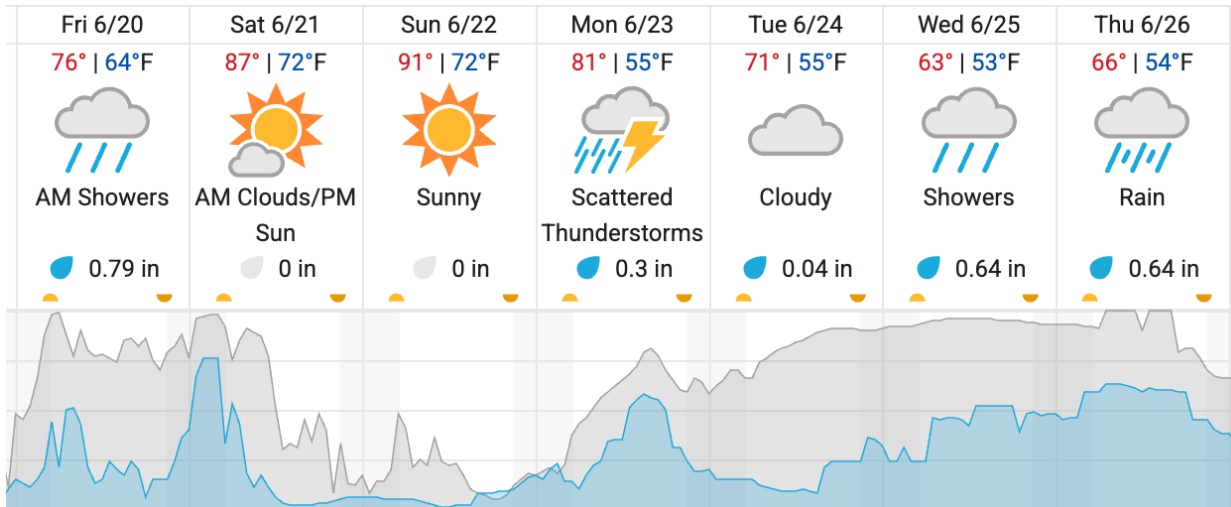 Fri 6/20 Sat 6/21 Sun 6/22 Mon 6/23 Tue 6/24 Wed 6/25 Thu 6/26
76° | 64°F 87° | 72°F 91° | 72°F 81° | 55°F 71° | 55°F 63° | 53°F 66° | 54°F
AM Showers AM Clouds/PM Sunny Scattered Cloudy Showers Rain
Sun Thunderstorms
0.79 in 0 in 0 in 0.3 in 0.04 in 0.64 in 0.64 in